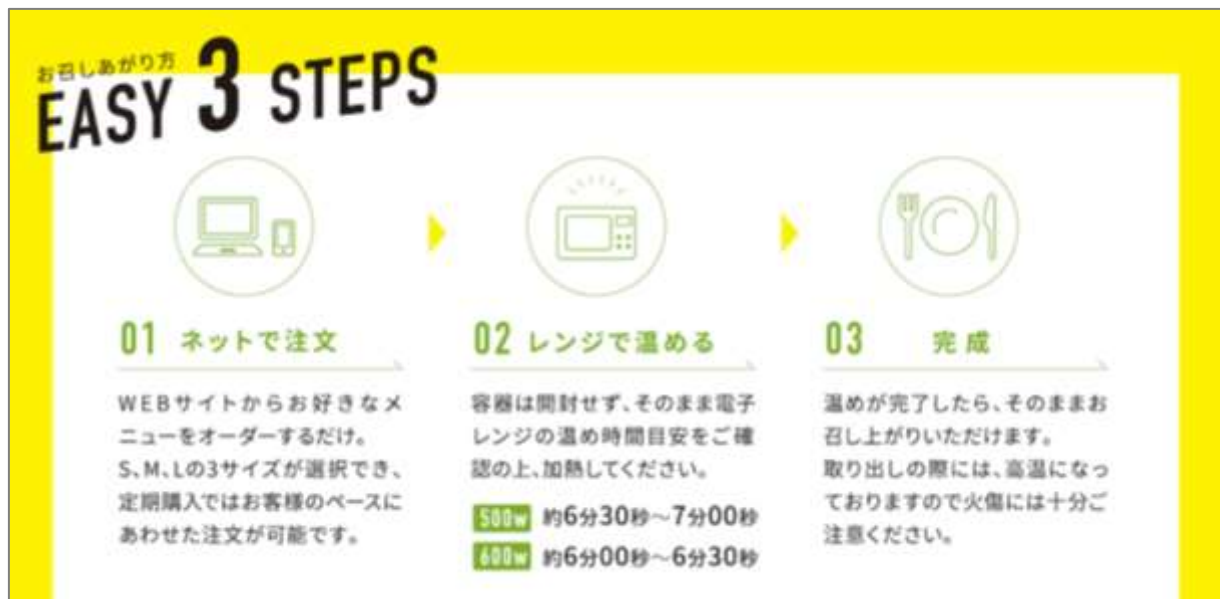 お召しあがり方
EASY 3 STEPS
01 ネットで注文
WEBサイトからお好きなメ
ニューをオーダーするだけ。
S、M、Lの3サイズが選択でき、
定期購入ではお客様のペースに
あわせた注文が可能です。
02 レンジで温める
容器は開封せず、そのまま電子
レンジの温め時間目安をご確
認の上、加熱してください。
500w 約6分30秒～7分00秒
600w 約6分00秒～6分30秒
03 完成
温めが完了したら、そのままお
召し上がりいただけます。
取り出しの際には、高温になっ
ておりますので火傷には十分ご
注意ください。